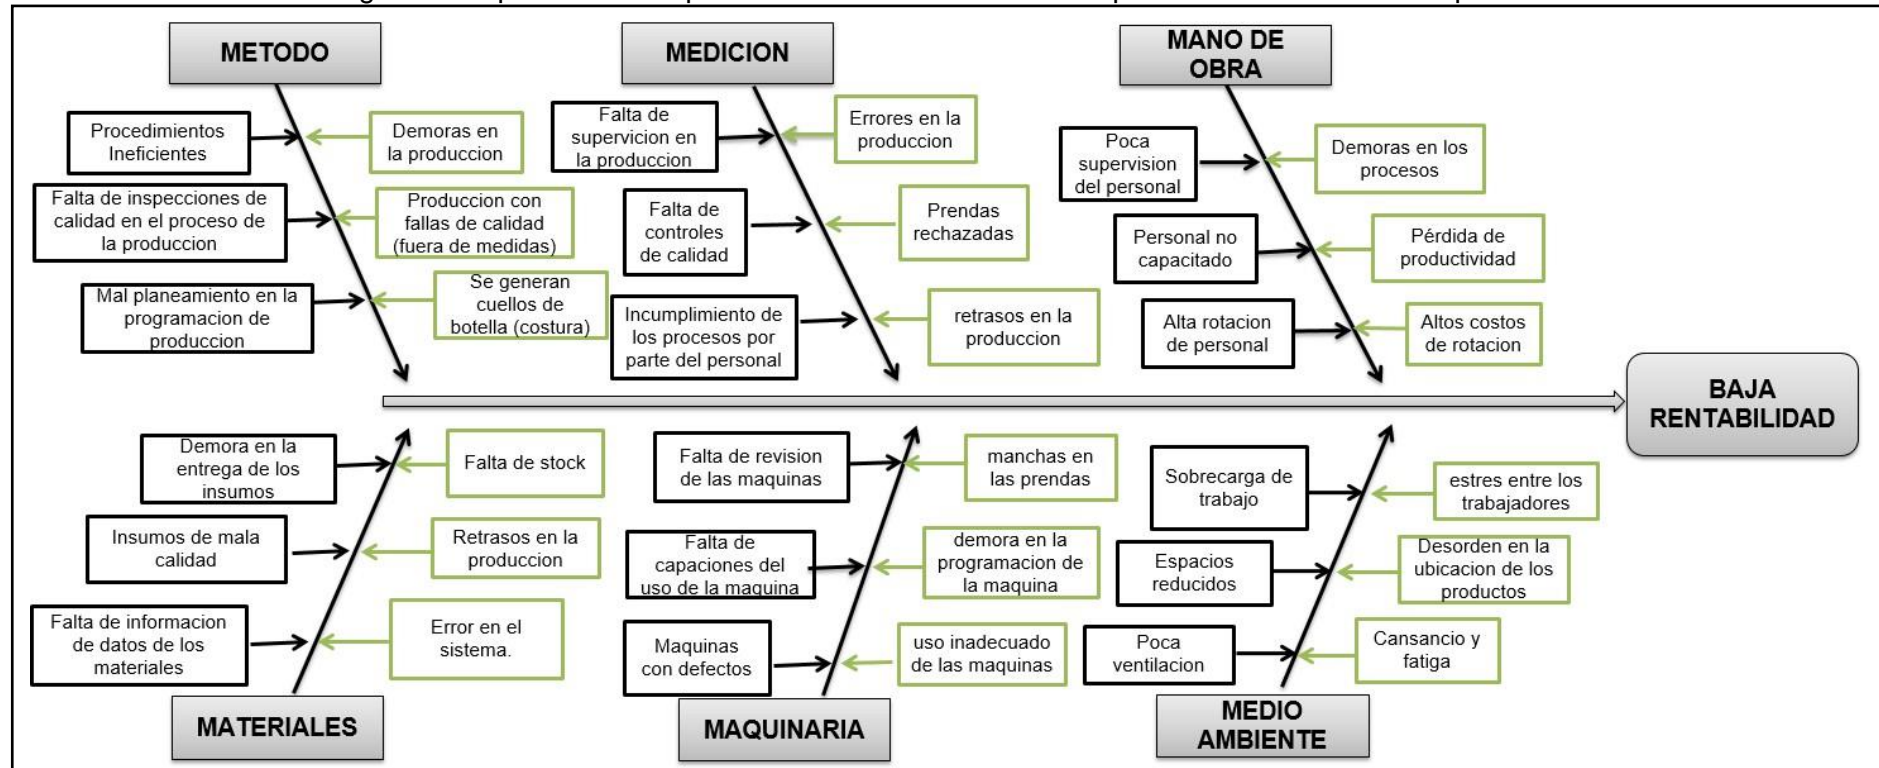 METODO
MEDICION
MANO DE
OBRA
Procedimientos
Ineficientes
Demoras en
la produccion
Falta de inspecciones de
calidad en el proceso de
la produccion
Produccion con
fallas de calidad
(fuera de medidas)
Mal planeamiento en la
programacion de
produccion
Se generan
cuellos de
botella (costura)
Falta de
supervicion en
la produccion
Errores en la
produccion
Falta de
controles
de calidad
Prendas
rechazadas
Incumplimiento de
los procesos por
parte del personal
retrasos en la
produccion
Poca
supervision
del personal
Demoras en los
procesos
Personal no
capacitado
Pérdida de
productividad
Alta rotacion
de personal
Altos costos
de rotacion
BAJA
RENTABILIDAD
Demora en la
entrega de los
insumos
Falta de stock
Insumos de mala
calidad
Retrasos en la
produccion
Falta de informacion
de datos de los
materiales
Error en el
sistema.
Falta de revision
de las maquinas
manchas en
las prendas
Falta de
capaciones del
uso de la maquina
demora en la
programacion de
la maquina
Maquinas
con defectos
uso inadecuado
de las maquinas
Sobrecarga de
trabajo
estres entre los
trabajadores
Espacios
reducidos
Desorden en la
ubicacion de los
productos
Poca
ventilacion
Cansancio y
fatiga
MATERIALES
MAQUINARIA
MEDIO
AMBIENTE